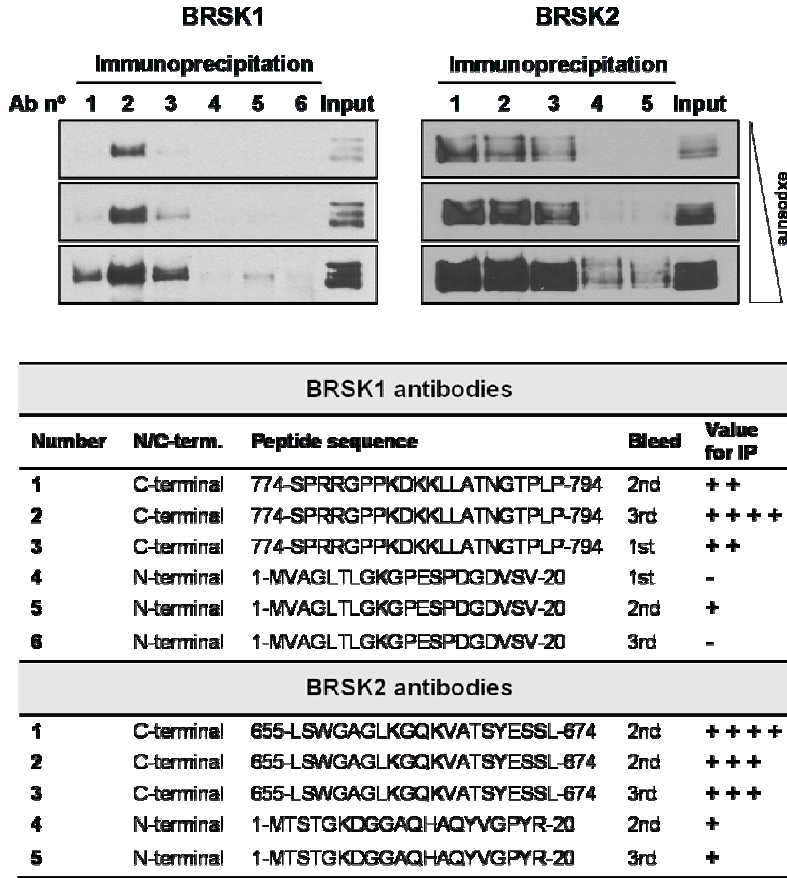 BRSK1 BRSK2
Immunoprecipitation Immunoprecipitation
Ab nº 1 2 3 4 5 6 Input 1 2 3 4 5 Input
exposure
BRSK1 antibodies
Number N/C-term. Peptide sequence Bleed Value for IP
1 C-terminal 774-SPRRGPPKDKKLLATNGTPLP-794 2nd + +
2 C-terminal 774-SPRRGPPKDKKLLATNGTPLP-794 3rd + + + +
3 C-terminal 774-SPRRGPPKDKKLLATNGTPLP-794 1st + +
4 N-terminal 1-MVAGLTLGKGPESPDGDVSV-20 1st -
5 N-terminal 1-MVAGLTLGKGPESPDGDVSV-20 2nd +
6 N-terminal 1-MVAGLTLGKGPESPDGDVSV-20 3rd -
BRSK2 antibodies
1 C-terminal 655-LSWGAGLKGQKVATSYESSL-674 2nd + + + +
2 C-terminal 655-LSWGAGLKGQKVATSYESSL-674 2nd + + +
3 C-terminal 655-LSWGAGLKGQKVATSYESSL-674 3rd + + +
4 N-terminal 1-MTSTGKDGGAQHAQYVGPYR-20 2nd +
5 N-terminal 1-MTSTGKDGGAQHAQYVGPYR-20 3rd +